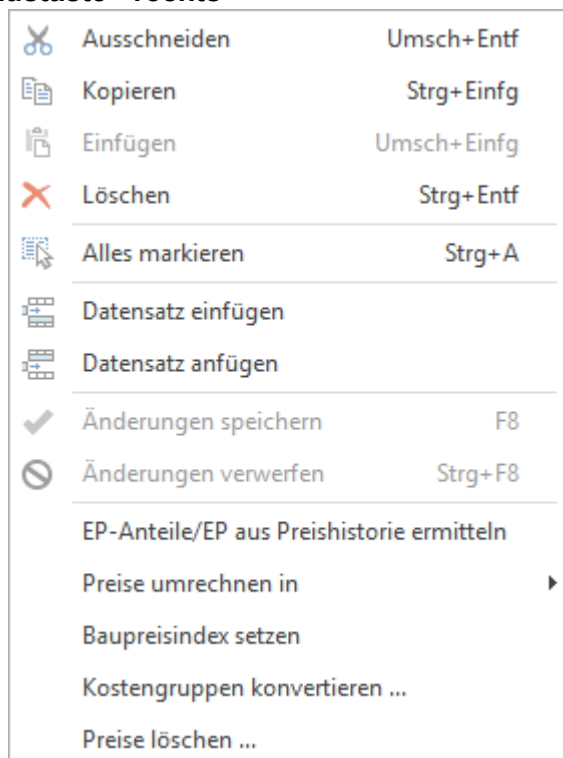 Ausschneiden Umsch+Entf
Kopieren Strg+Einfg
Einfügen Umsch+Einfg
Löschen Strg+Entf
Alles markieren Strg+A
Datensatz einfügen
Datensatz anfügen
Änderungen speichern F8
Änderungen verwerfen Strg+F8
EP-Anteile/EP aus Preishistorie ermitteln
Preise umrechnen in
Baupreisindex setzen
Kostengruppen konvertieren ...
Preise löschen ...